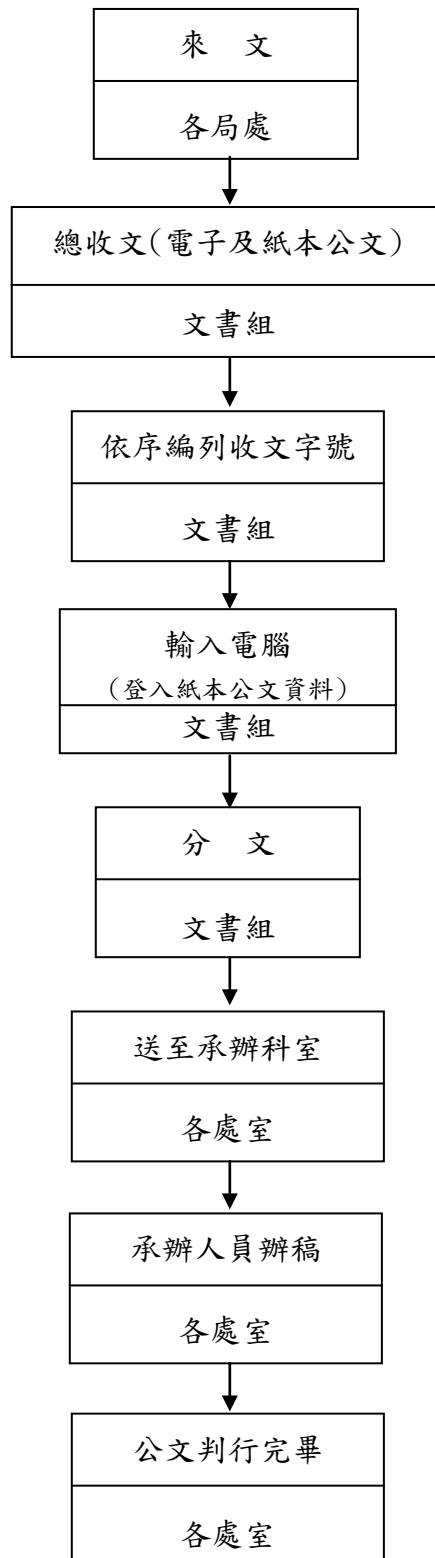 來　文
各局處
總收文(電子及紙本公文)
文書組
依序編列收文字號
文書組
輸入電腦
(登入紙本公文資料)
文書組
分　文
文書組
送至承辦科室
各處室
承辦人員辦稿
各處室
公文判行完畢
各處室